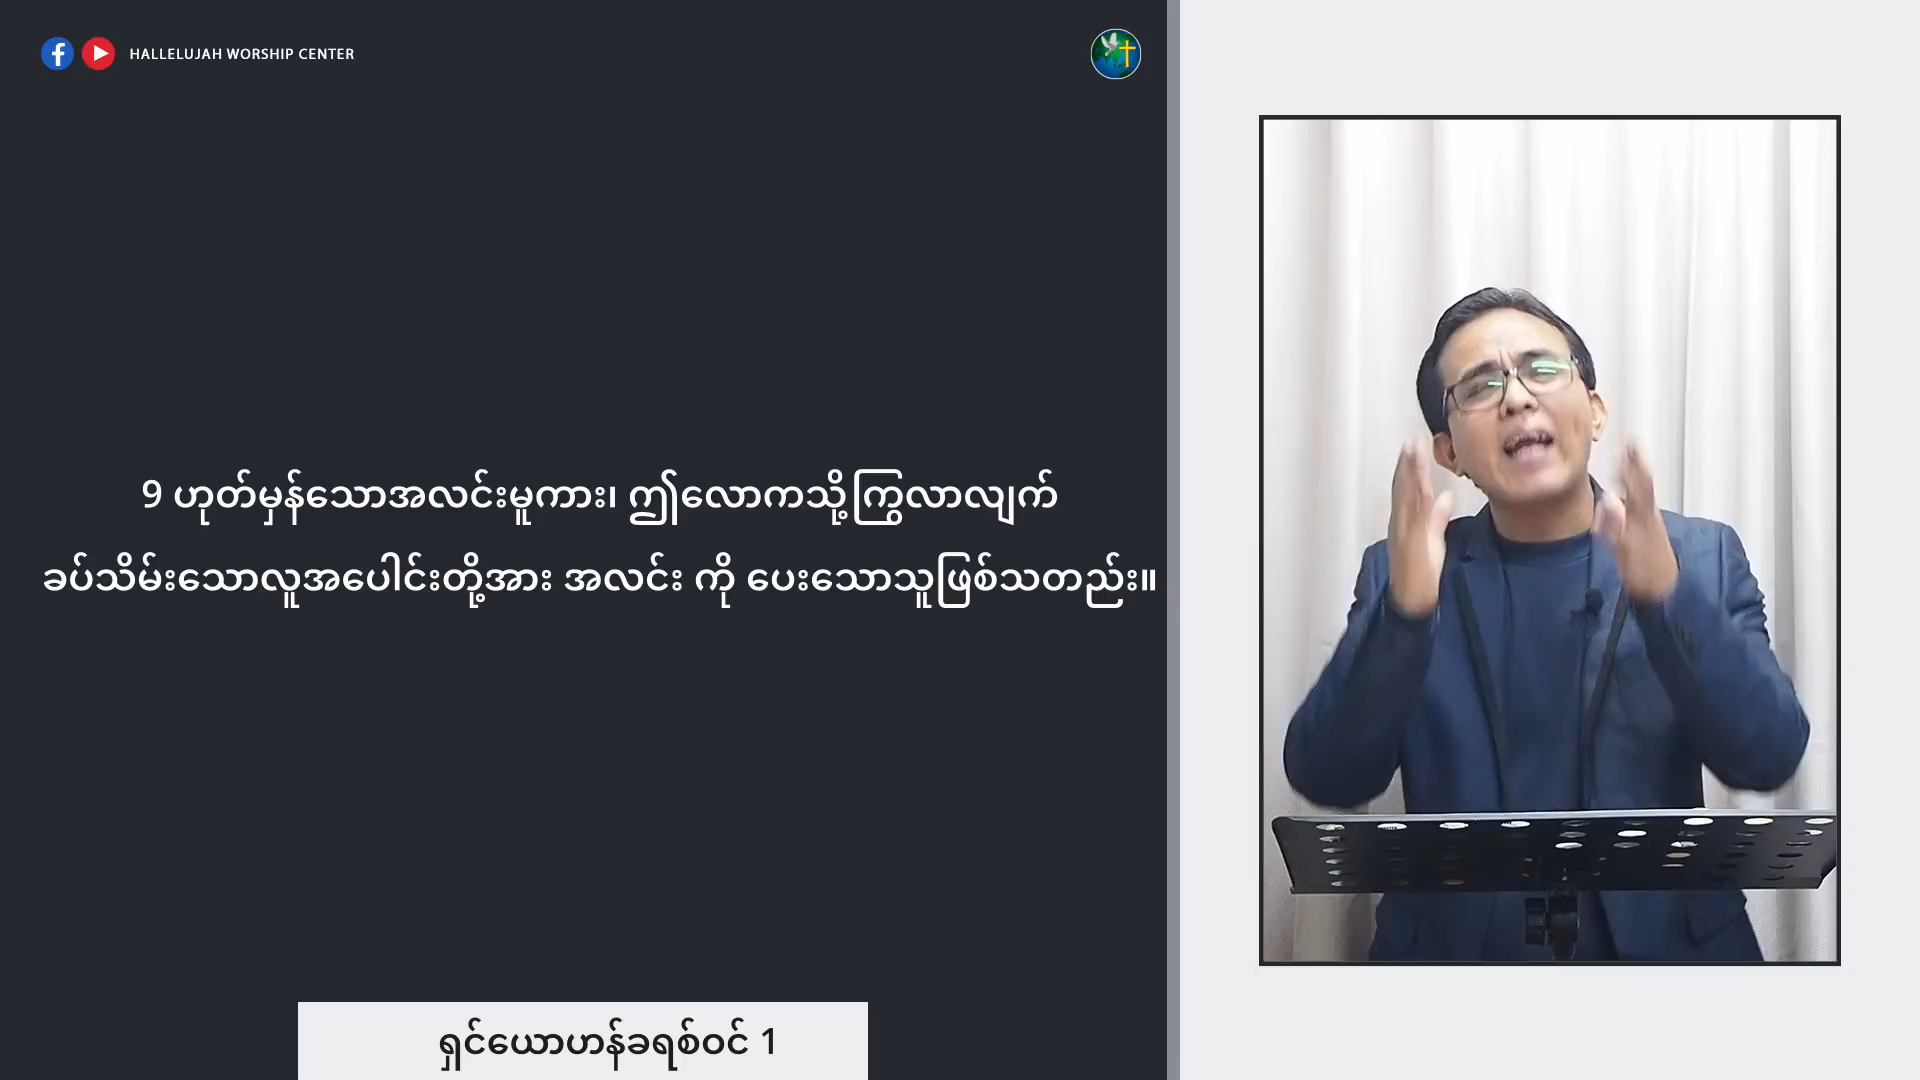 HALLELUJAH WORSHIP CENTER
9 ဟုတ်မှန်သောအလင်းမူကား၊ ဤလောကသို့ကြွလာလျက်
ခပ်သိမ်းသောလူအပေါင်းတို့အား အလင်း ကို ပေးသောသူဖြစ်သတည်း။
ရှင်ယောဟန်ခရစ်ဝင် 1